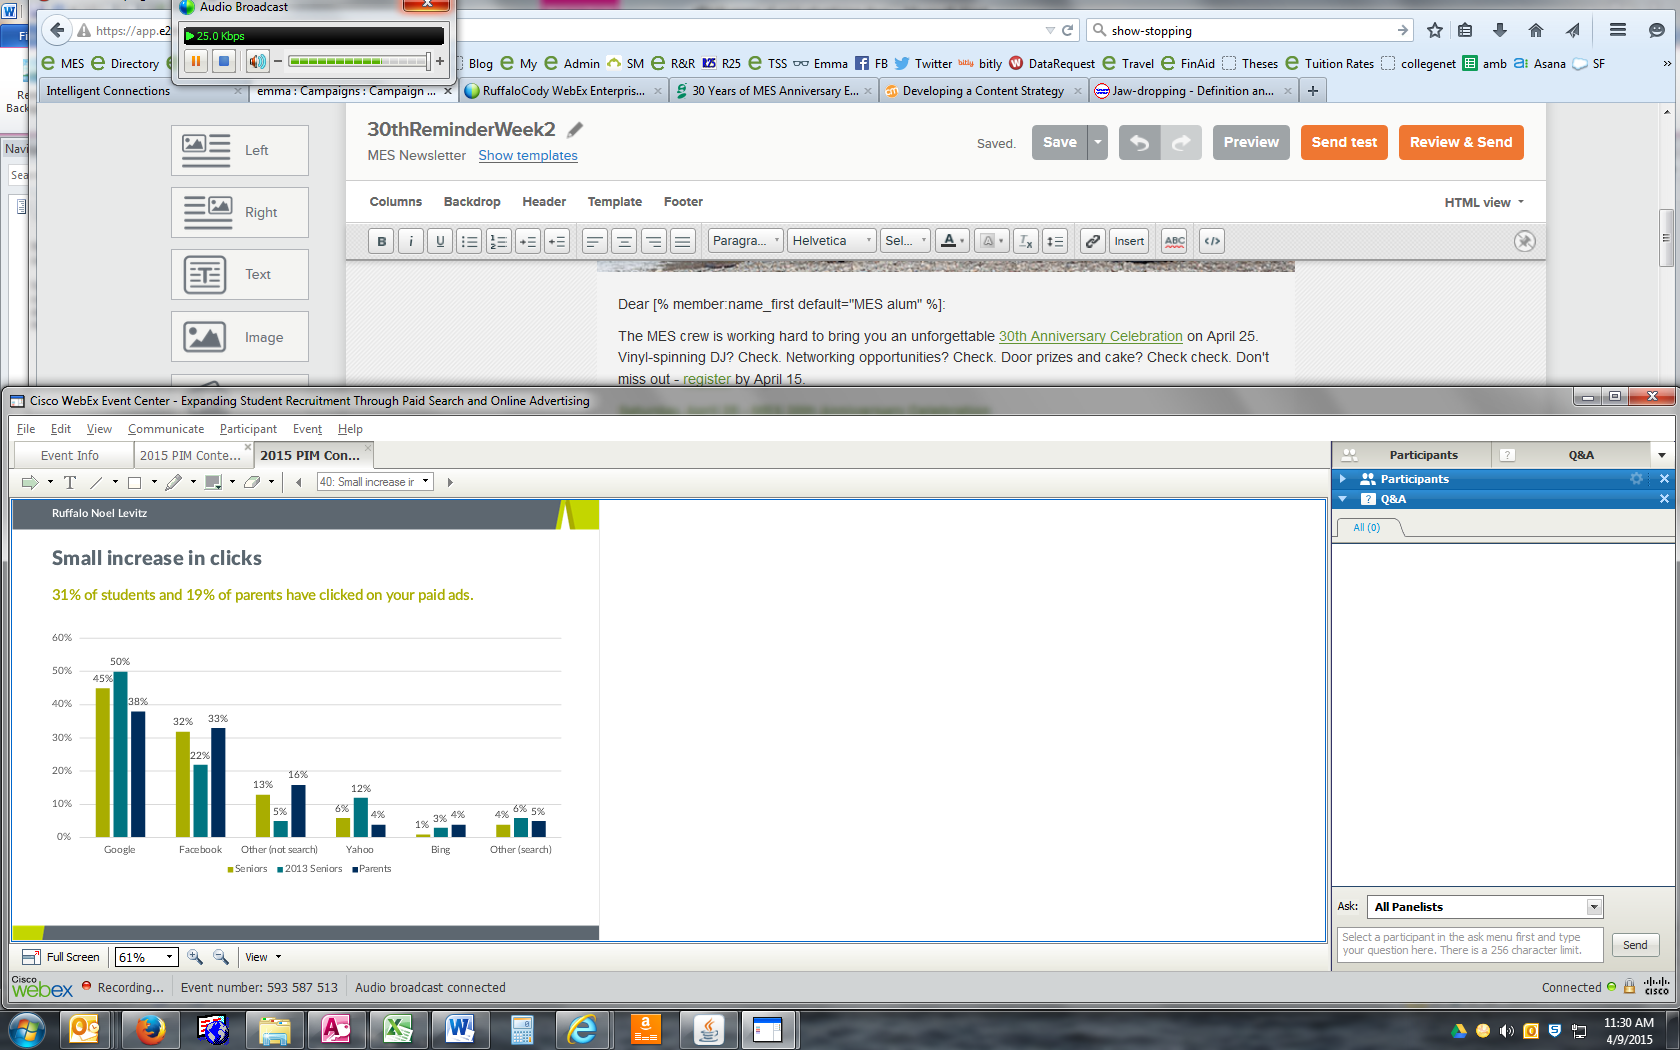 Audio Broadcast
25.0 Kbps
https://app.e2
show-stopping
MES Directory Blog My Admin SM R&R R25 TSS Emma FB Twitter bitly DataRequest Travel FinAid Theses Tuition Rates collegenet amb Asana SF
Intelligent Connections
emma : Campaigns : Campaign ...
RuffaloCody WebEx Enterpris...
30 Years of MES Anniversary E...
Developing a Content Strategy
Jaw-dropping - Definition an...
Fi
Re
Back
Navi
Sea
Left
Right
Text
Image
30thReminderWeek2
MES Newsletter Show templates
Saved. Save Preview Send test Review & Send
Columns Backdrop Header Template Footer HTML view
B i U Paragra... Helvetica Sel... A Insert ABC </>
Dear [% member:name_first default="MES alum" %]:
The MES crew is working hard to bring you an unforgettable 30th Anniversary Celebration on April 25.
Vinyl-spinning DJ? Check. Networking opportunities? Check. Door prizes and cake? Check check. Don't
miss out - register by April 15.
Cisco WebEx Event Center - Expanding Student Recruitment Through Paid Search and Online Advertising
File Edit View Communicate Participant Event Help
Event Info 2015 PIM Conte... 2015 PIM Con...
40: Small increase ir
Ruffalo Noel Levitz
Small increase in clicks
31% of students and 19% of parents have clicked on your paid ads.
60%
50%
40%
30%
20%
10%
0%
45% 50% 38%
32% 22% 33%
13% 5% 16%
6% 12% 4%
1% 3% 4%
4% 6% 5%
Google Facebook Other (not search) Yahoo Bing Other (search)
Seniors 2013 Seniors Parents
Participants Q&A
Participants
Q&A
All (0)
Ask: All Panelists
Select a participant in the ask menu first and type
your question here. There is a 256 character limit.
Send
Full Screen 61% View
Cisco
webex Recording... Event number: 593 587 513 Audio broadcast connected
Connected
CISCO
11:30 AM
4/9/2015